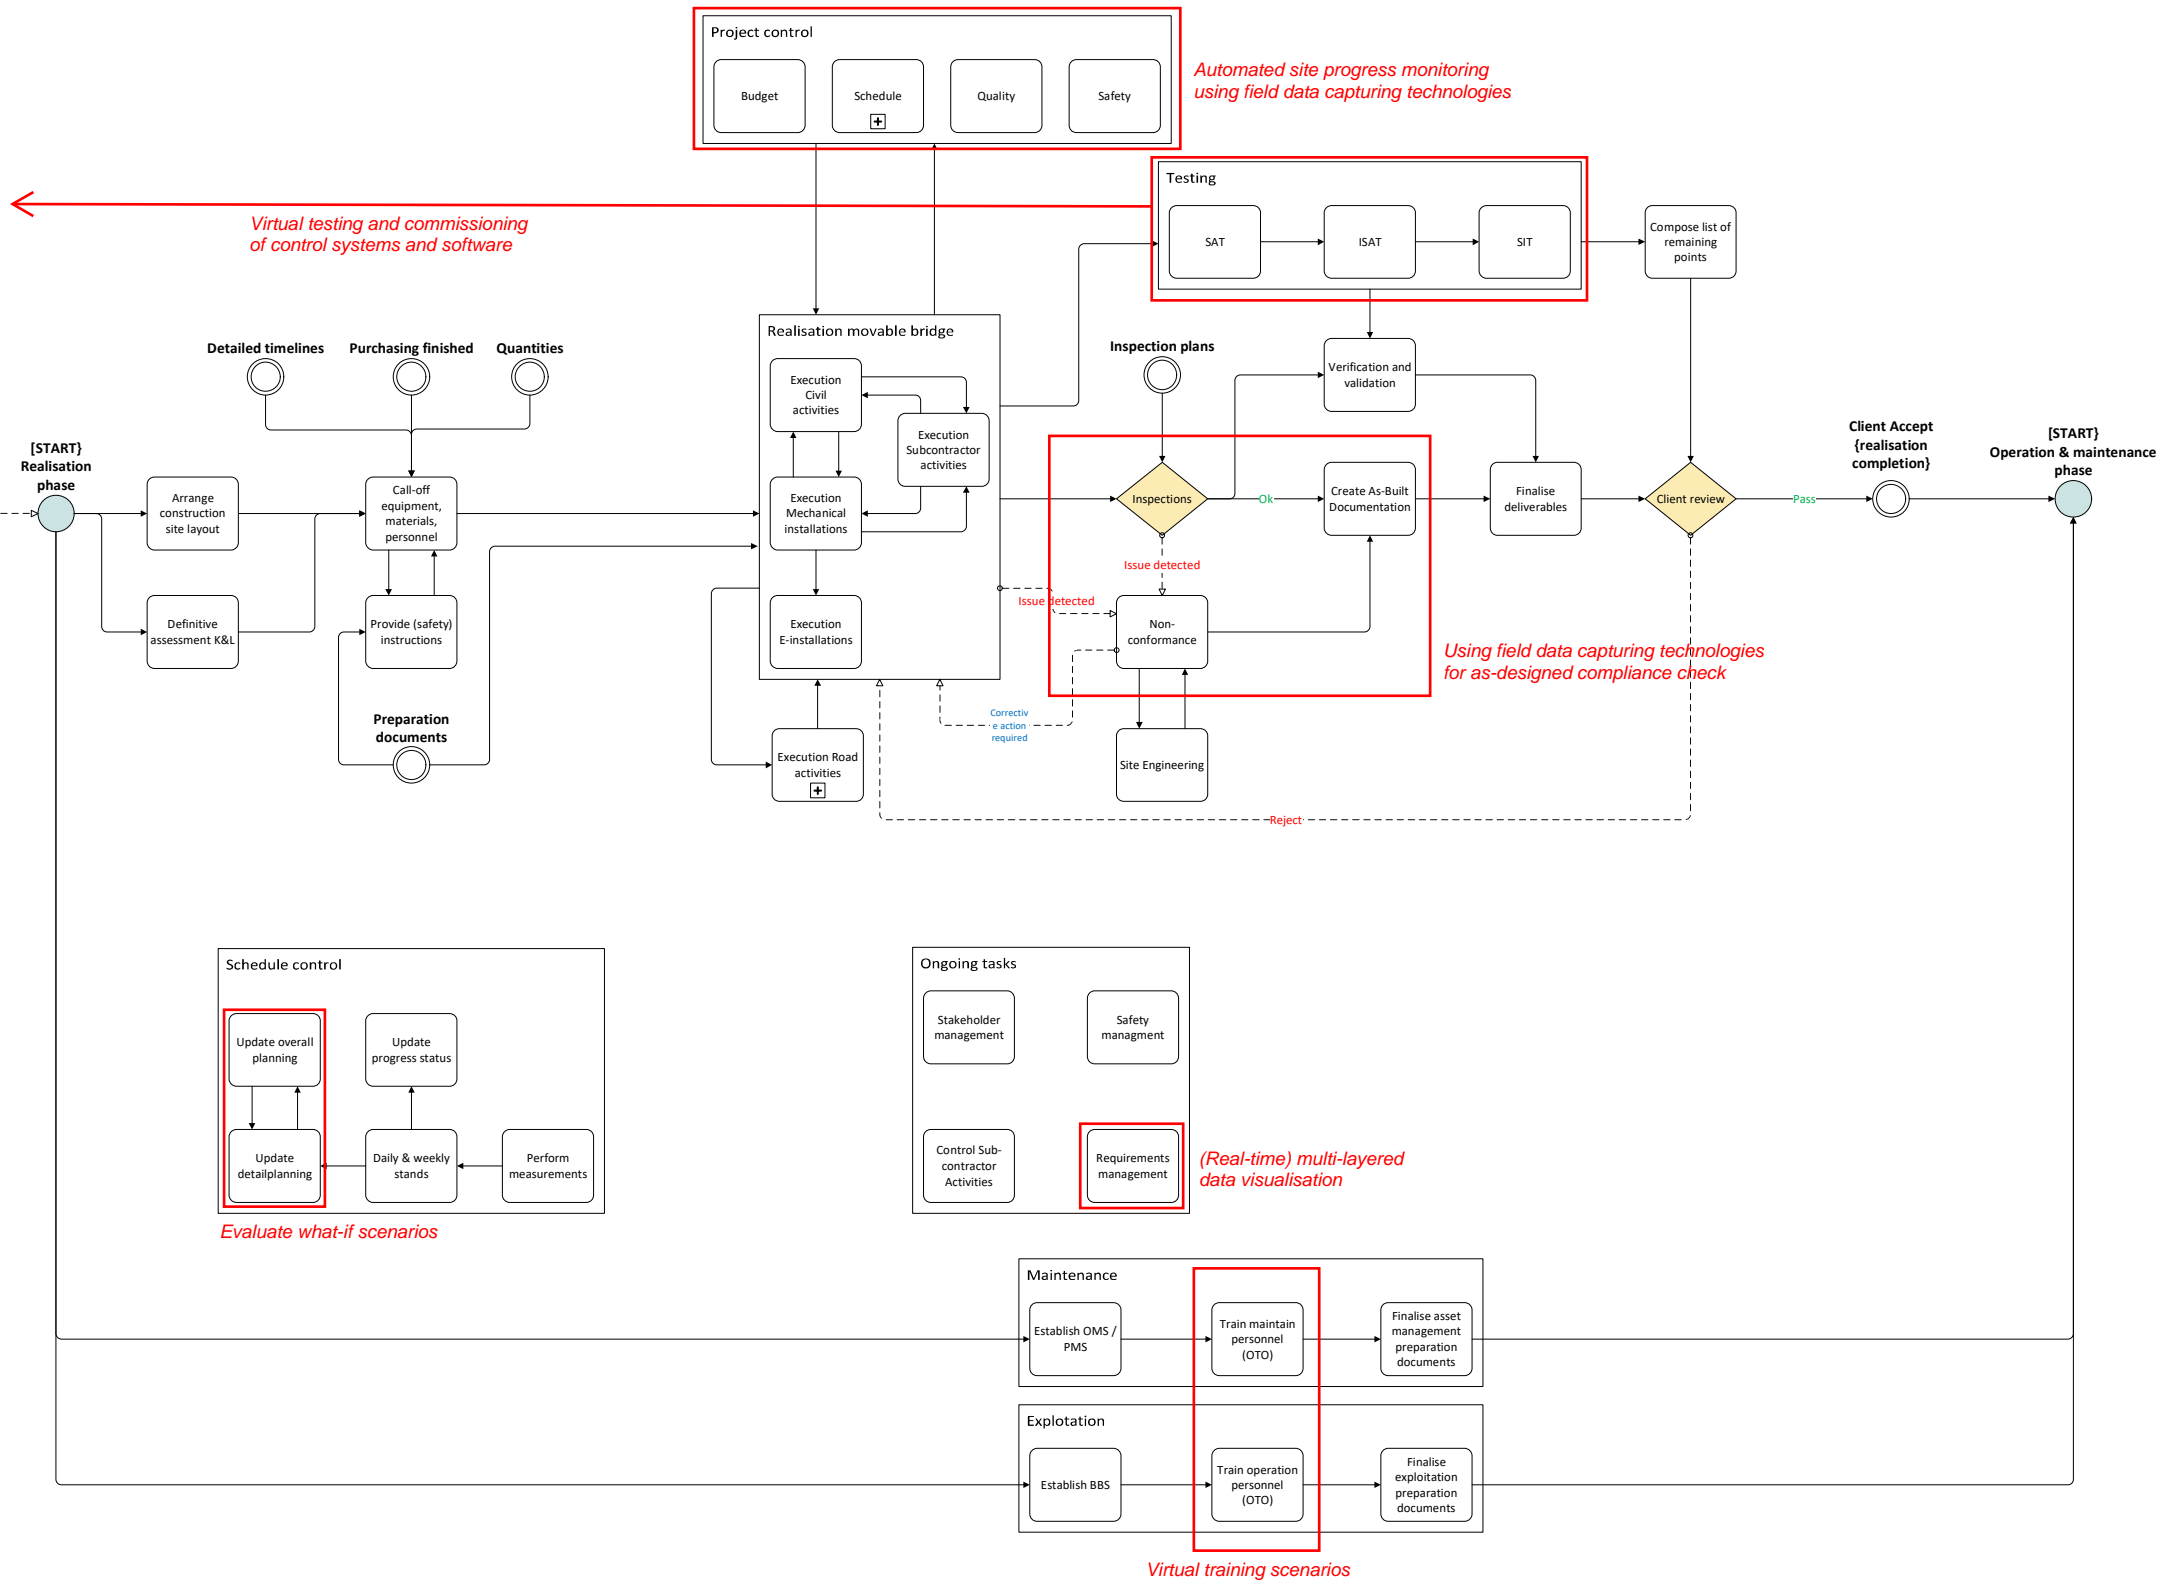 Project control
Budget
Schedule
Quality
Safety
Automated site progress monitoring
using field data capturing technologies
Testing
SAT
ISAT
SIT
Compose list of
remaining
points
Virtual testing and commissioning
of control systems and software
Realisation movable bridge
Execution
Civil
activities
Execution
Subcontractor
activities
Execution
Mechanical
installations
Execution
E-installations
Detailed timelines
Purchasing finished
Quantities
Inspection plans
Verification and
validation
[START}
Realisation
phase
Arrange
construction
site layout
Call-off
equipment,
materials,
personnel
Definitive
assessment K&L
Provide (safety)
instructions
Preparation
documents
Inspections
Ok
Create As-Built
Documentation
Finalise
deliverables
Client review
Pass
Client Accept
{realisation
completion}
[START}
Operation & maintenance
phase
Issue detected
Issue detected
Non-
conformance
Using field data capturing technologies
for as-designed compliance check
Correctiv
e action
required
Execution Road
activities
Site Engineering
Reject
Schedule control
Update overall
planning
Update
progress status
Update
detailplanning
Daily & weekly
stands
Perform
measurements
Evaluate what-if scenarios
Ongoing tasks
Stakeholder
management
Safety
managment
Control Sub-
contractor
Activities
Requirements
management
(Real-time) multi-layered
data visualisation
Maintenance
Establish OMS /
PMS
Train maintain
personnel
(OTO)
Finalise asset
management
preparation
documents
Explotation
Establish BBS
Train operation
personnel
(OTO)
Finalise
exploitation
preparation
documents
Virtual training scenarios